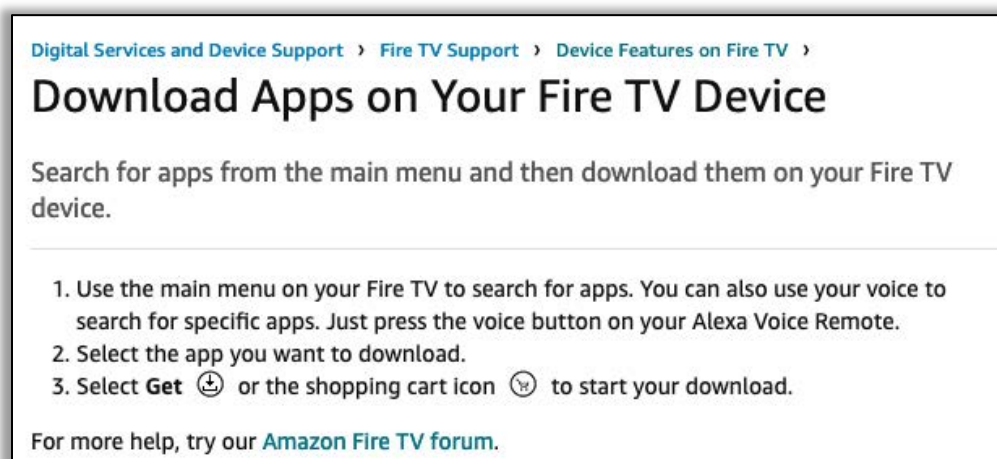 Digital Services and Device Support › Fire TV Support › Device Features on Fire TV ›
Download Apps on Your Fire TV Device
Search for apps from the main menu and then download them on your Fire TV
device.
1. Use the main menu on your Fire TV to search for apps. You can also use your voice to
search for specific apps. Just press the voice button on your Alexa Voice Remote.
2. Select the app you want to download.
3. Select Get or the shopping cart icon to start your download.
For more help, try our Amazon Fire TV forum.